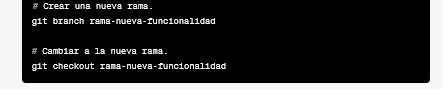 # Crear una nueva rama.
git branch rama-nueva-funcionalidad
# Cambiar a la nueva rama.
git checkout rama-nueva-funcionalidad